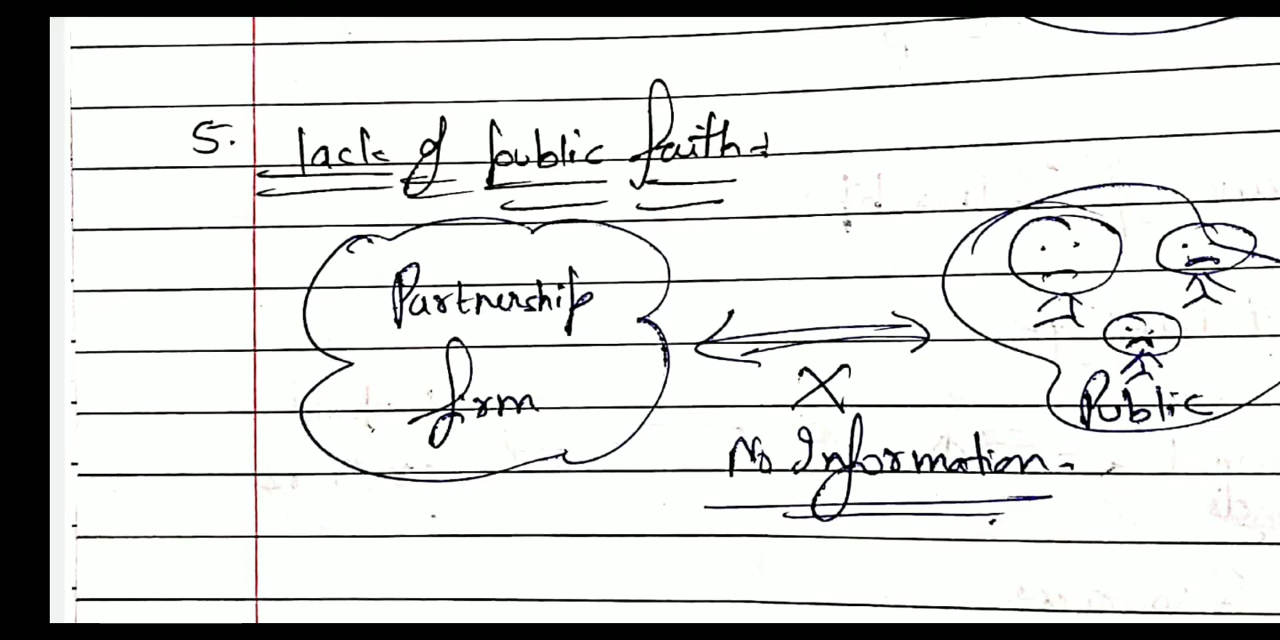 5. lack of public faith→
Partnership
firm
X
No Information.
Public